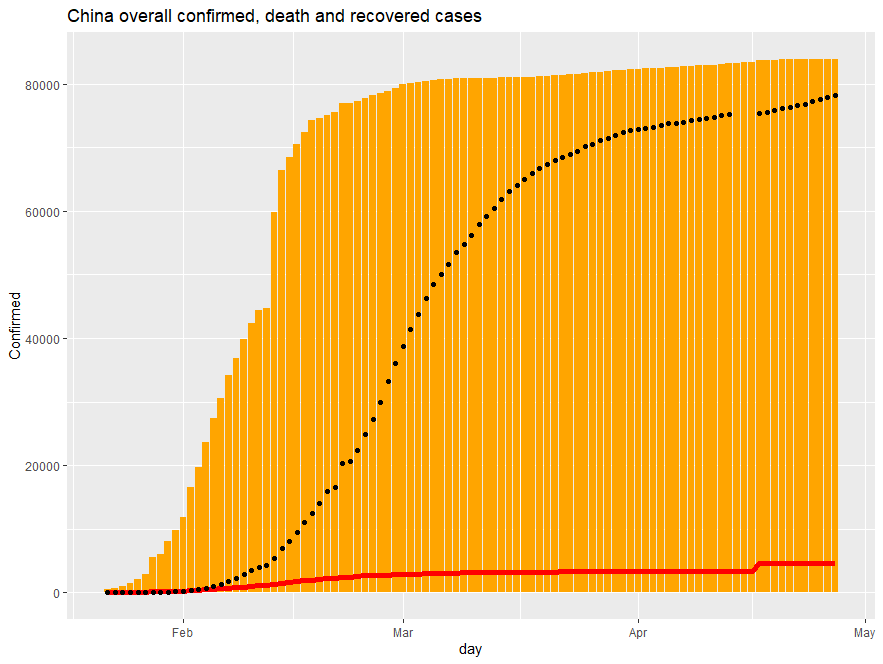 China overall confirmed, death and recovered cases
Confirmed
80000
60000
40000
20000
0
Feb
Mar
Apr
May
day